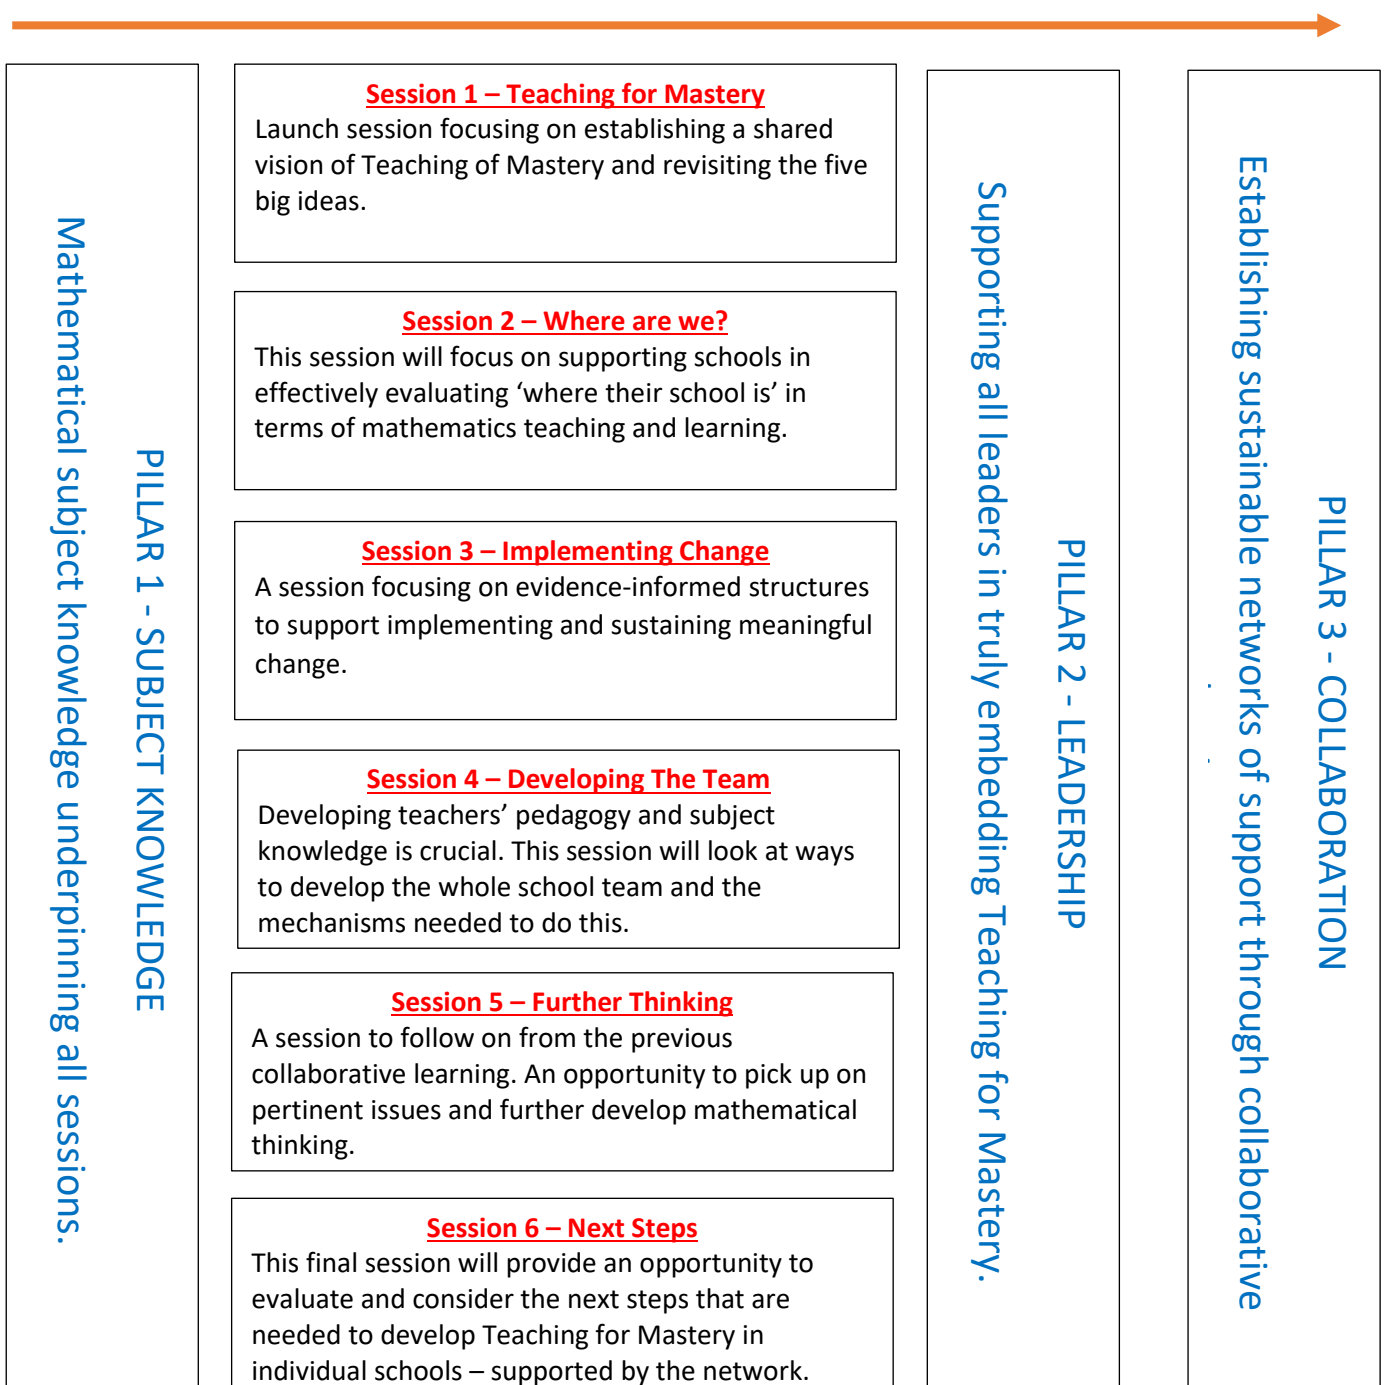 PILLAR 1 - SUBJECT KNOWLEDGE
Mathematical subject knowledge underpinning all sessions.
Session 1 – Teaching for Mastery
Launch session focusing on establishing a shared
vision of Teaching of Mastery and revisiting the five
big ideas.
Session 2 – Where are we?
This session will focus on supporting schools in
effectively evaluating ‘where their school is’ in
terms of mathematics teaching and learning.
Session 3 – Implementing Change
A session focusing on evidence-informed structures
to support implementing and sustaining meaningful
change.
Session 4 – Developing The Team
Developing teachers’ pedagogy and subject
knowledge is crucial. This session will look at ways
to develop the whole school team and the
mechanisms needed to do this.
Session 5 – Further Thinking
A session to follow on from the previous
collaborative learning. An opportunity to pick up on
pertinent issues and further develop mathematical
thinking.
Session 6 – Next Steps
This final session will provide an opportunity to
evaluate and consider the next steps that are
needed to develop Teaching for Mastery in
individual schools – supported by the network.
PILLAR 2 - LEADERSHIP
Supporting all leaders in truly embedding Teaching for Mastery.
PILLAR 3 - COLLABORATION
Establishing sustainable networks of support through collaborative